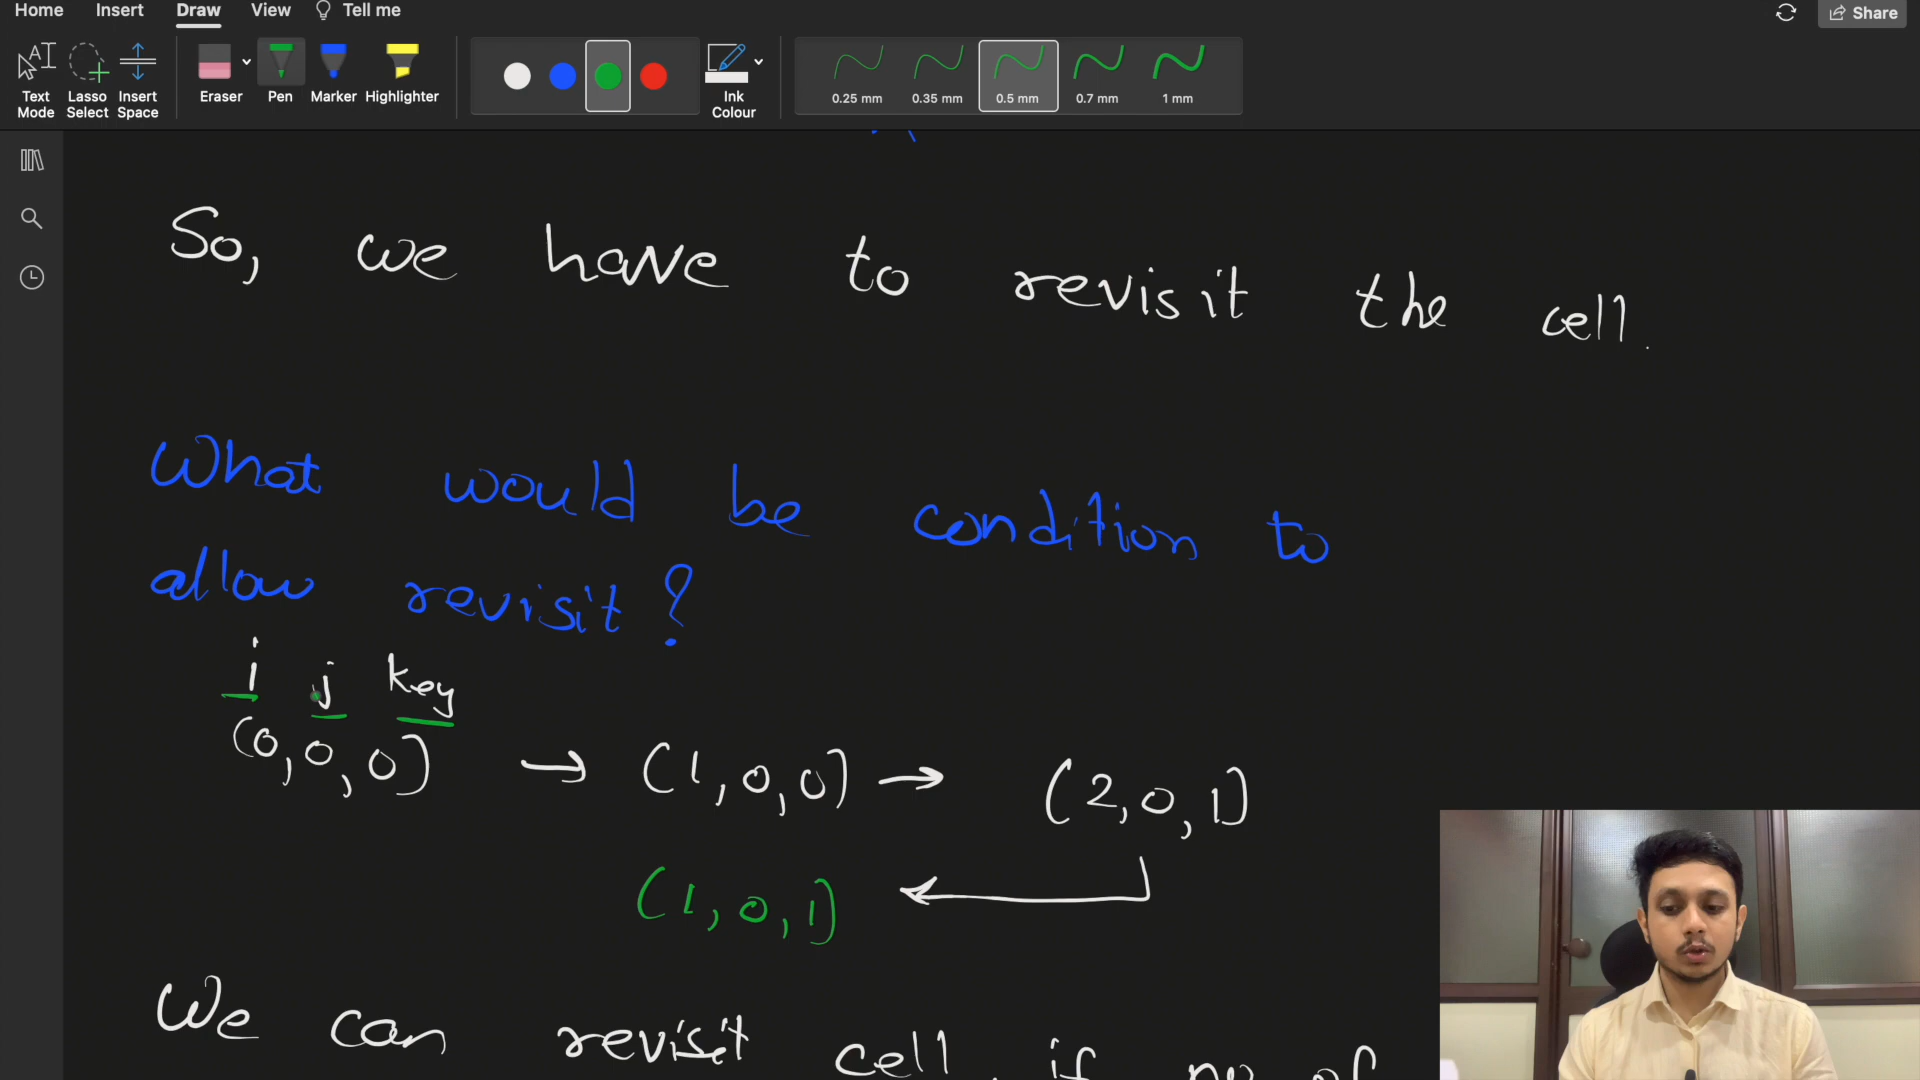 Home Insert Draw View Tell me Share
Text Mode Lasso Select Insert Space Eraser Pen Marker Highlighter Ink Colour 0.25 mm 0.35 mm 0.5 mm 0.7 mm 1 mm
So, we have to revisit the cell.
What would be condition to
allow revisit?
i j key
(0,0,0) → (1,0,0) → (2,0,1)
(1,0,1)
We can revisit cell, if no of